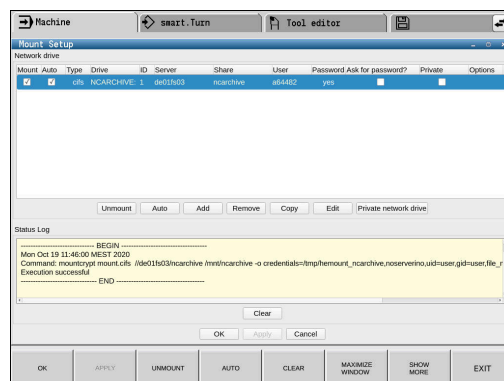 Machine
smart.Turn
Tool editor
Mount Setup
Network drive
Mount Auto Type Drive ID Server Share User Password Ask for password? Private Options
cifs NCARCHIVE: 1 de01fs03 ncarchive a64482 yes
Unmount Auto Add Remove Copy Edit Private network drive
Status Log
------------------------------ BEGIN -----------------------------------
Mon Oct 19 11:46:00 MEST 2020
Command: mountcrypt mount.cifs //de01fs03/ncarchive /mnt/ncarchive -o credentials=/tmp/hemount_ncarchive,noserverino,uid=user,gid=user,file_
Execution successful
------------------------------- END -----------------------------------
Clear
OK Apply Cancel
OK APPLY UNMOUNT AUTO CLEAR MAXIMIZE WINDOW SHOW MORE EXIT